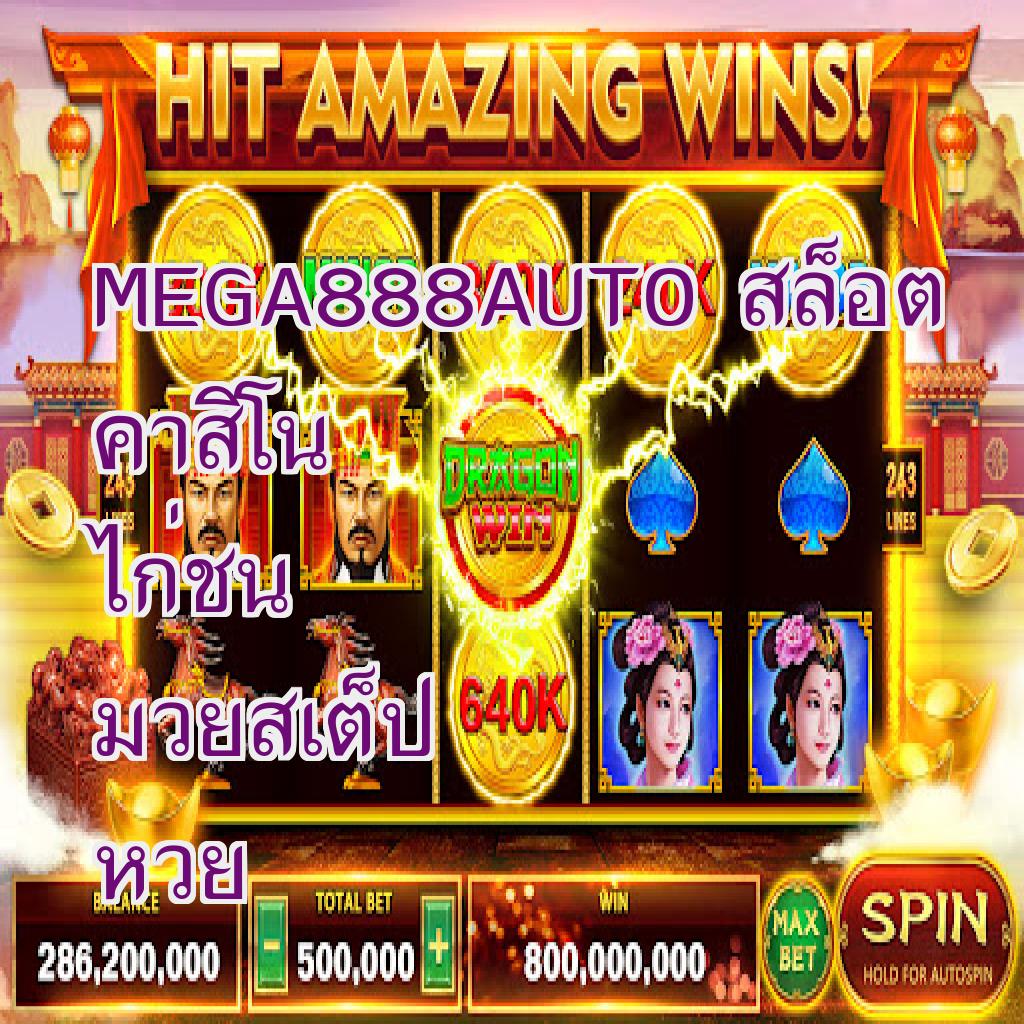 HIT AMAZING WINS!
MEGA888AUTO สล็อต
คาสิโน
243
LINES
243
LINES
DRAGON
WIN
ไก่ชน
640K
มวยสเต็ป
หวย
BALANCE
TOTAL BET
WIN
286,200,000
-
500,000
+
800,000,000
MAX
BET
SPIN
HOLD FOR AUTOSPIN